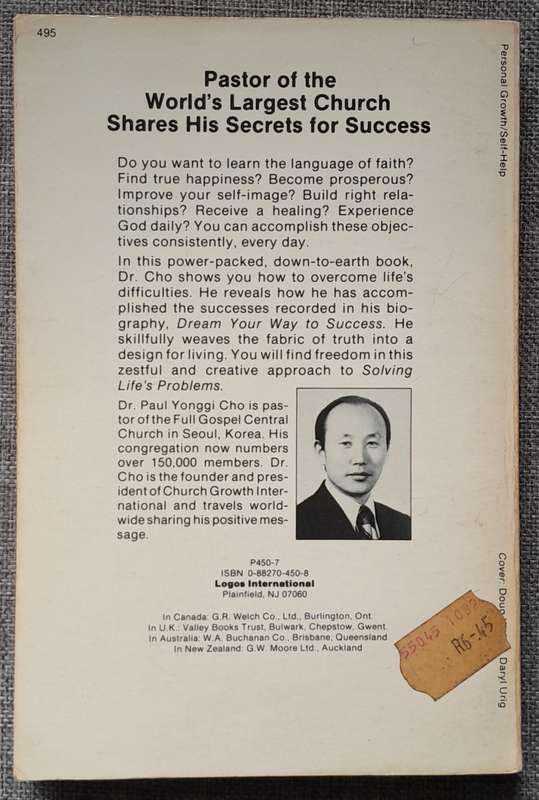 495
Pastor of the
World's Largest Church
Shares His Secrets for Success
Do you want to learn the language of faith?
Find true happiness? Become prosperous?
Improve your self-image? Build right rela-
tionships? Receive a healing? Experience
God daily? You can accomplish these objec-
tives consistently, every day.
In this power-packed, down-to-earth book,
Dr. Cho shows you how to overcome life's
difficulties. He reveals how he has accom-
plished the successes recorded in his bio-
graphy, Dream Your Way to Success. He
skillfully weaves the fabric of truth into a
design for living. You will find freedom in this
zestful and creative approach to Solving
Life's Problems.
Dr. Paul Yonggi Cho is pas-
tor of the Full Gospel Central
Church in Seoul, Korea. His
congregation now numbers
over 150,000 members. Dr.
Cho is the founder and pres-
ident of Church Growth Inter-
national and travels world-
wide sharing his positive mes-
sage.
P450-7
ISBN 0-88270-450-8
Logos International
Plainfield, NJ 07060
In Canada: G.R. Welch Co., Ltd., Burlington, Ont.
In U.K.: Valley Books Trust, Bulwark, Chepstow, Gwent.
In Australia: W.A. Buchanan Co., Brisbane, Queensland
In New Zealand: G.W. Moore Ltd., Auckland
Personal Growth/Self-Help
Cover: Daryl Urig
55045
R6-45